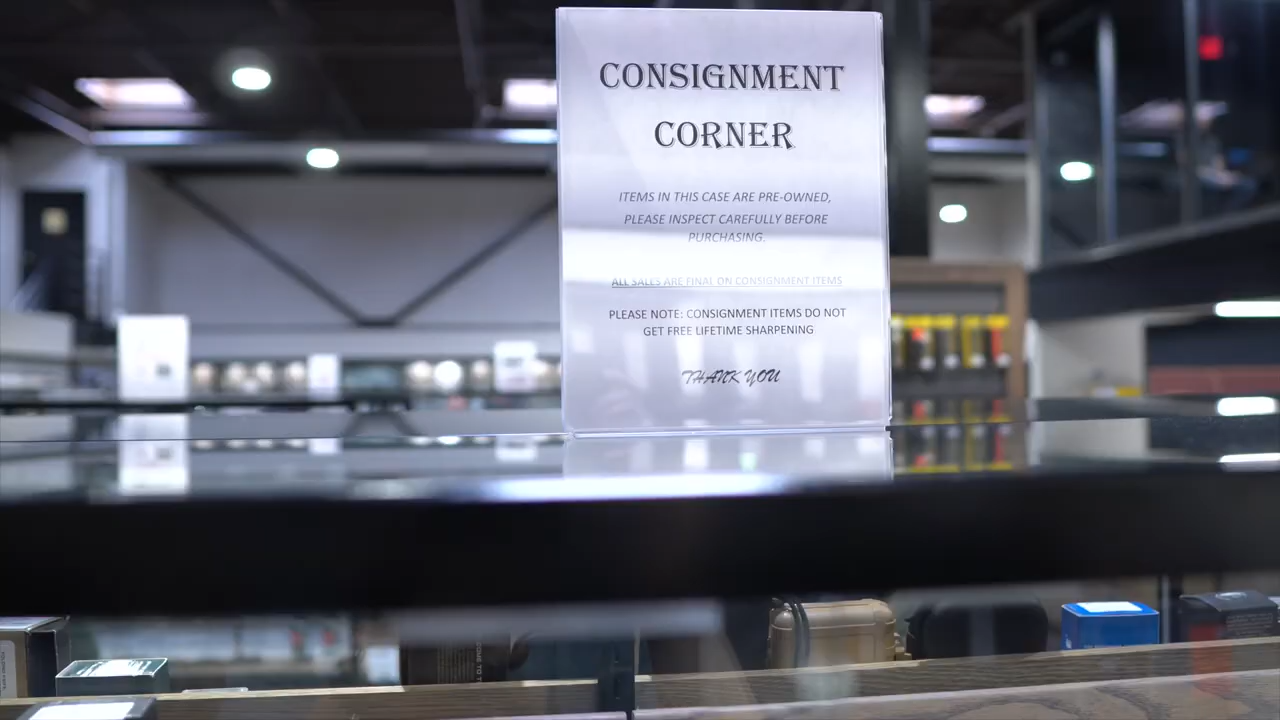 CONSIGNMENT
CORNER
ITEMS IN THIS CASE ARE PRE-OWNED,
PLEASE INSPECT CAREFULLY BEFORE
PURCHASING.
ALL SALES ARE FINAL ON CONSIGNMENT ITEMS
PLEASE NOTE: CONSIGNMENT ITEMS DO NOT
GET FREE LIFETIME SHARPENING
THANK YOU